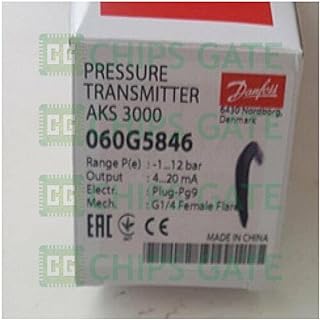 CHIPS GATE
PRESSURE
TRANSMITTER
AKS 3000
Danfoss
6430 Nordborg,
Denmark
060G5846
Range P(e) : -1...12 bar
Output : 4...20 mA
Electr. : Plug-Pg9
Mech. : G1/4 Female Flare
EAC
MADE IN CHINA
CHIPS GATE